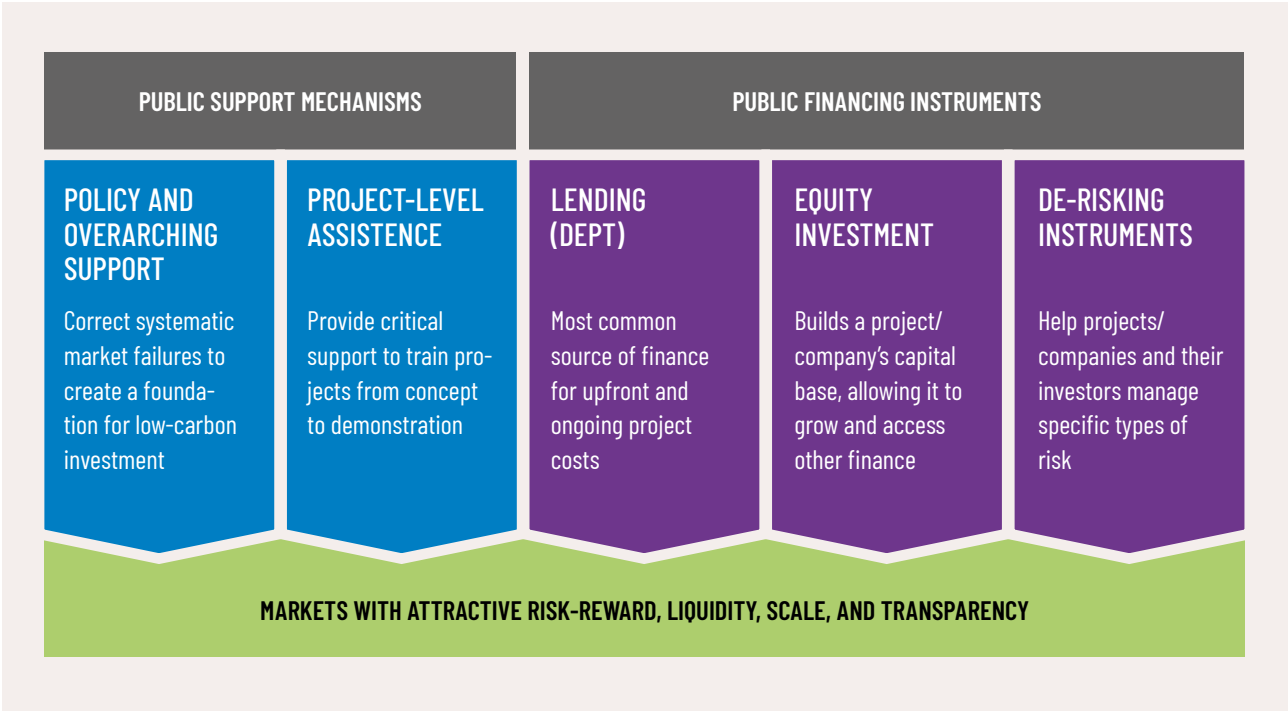 PUBLIC SUPPORT MECHANISMS
PUBLIC FINANCING INSTRUMENTS
POLICY AND
OVERARCHING
SUPPORT
Correct systematic
market failures to
create a founda-
tion for low-carbon
investment
PROJECT-LEVEL
ASSISTENCE
Provide critical
support to train pro-
jects from concept
to demonstration
LENDING
(DEPT)
Most common
source of finance
for upfront and
ongoing project
costs
EQUITY
INVESTMENT
Builds a project/
company’s capital
base, allowing it to
grow and access
other finance
DE-RISKING
INSTRUMENTS
Help projects/
companies and their
investors manage
specific types of
risk
MARKETS WITH ATTRACTIVE RISK-REWARD, LIQUIDITY, SCALE, AND TRANSPARENCY